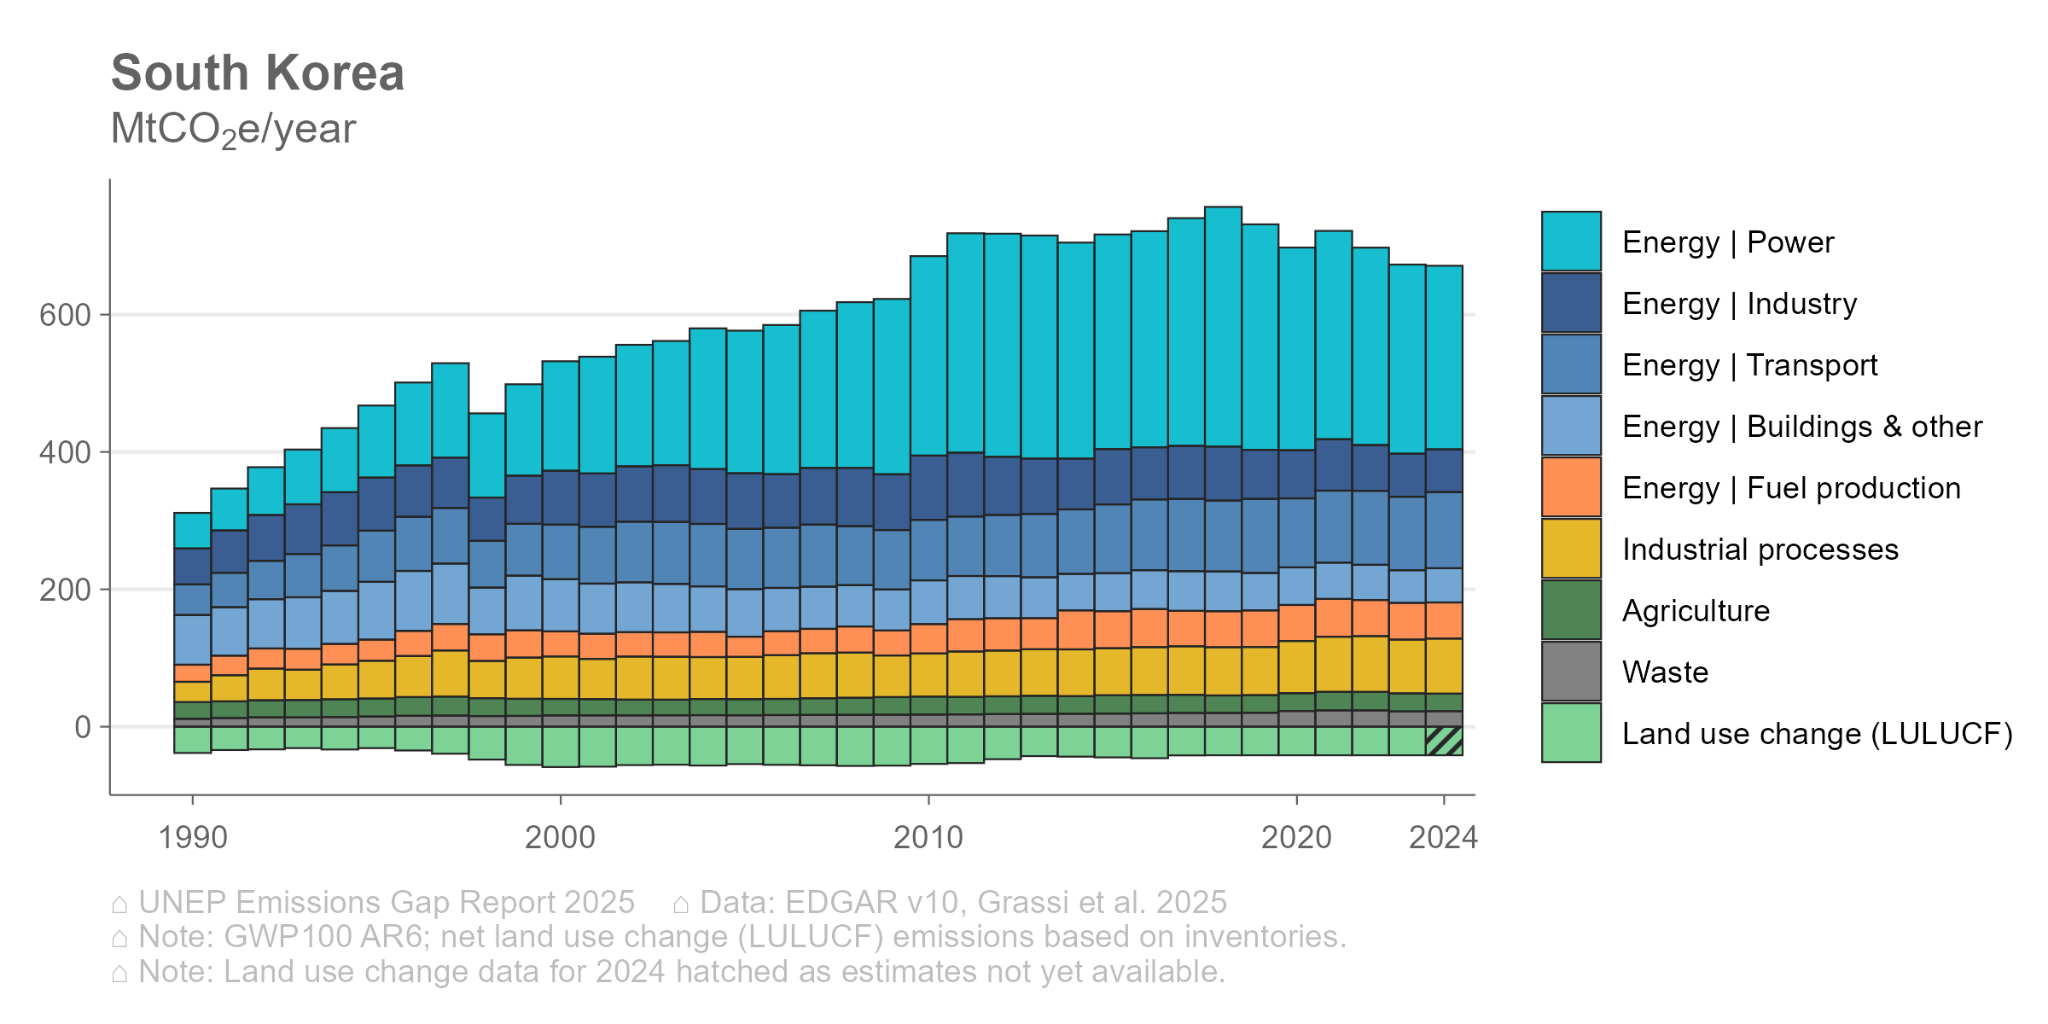 South Korea
MtCO₂e/year
600
400
200
0
1990 2000 2010 2020 2024
Energy | Power
Energy | Industry
Energy | Transport
Energy | Buildings & other
Energy | Fuel production
Industrial processes
Agriculture
Waste
Land use change (LULUCF)
⌂ UNEP Emissions Gap Report 2025 ⌂ Data: EDGAR v10, Grassi et al. 2025
⌂ Note: GWP100 AR6; net land use change (LULUCF) emissions based on inventories.
⌂ Note: Land use change data for 2024 hatched as estimates not yet available.